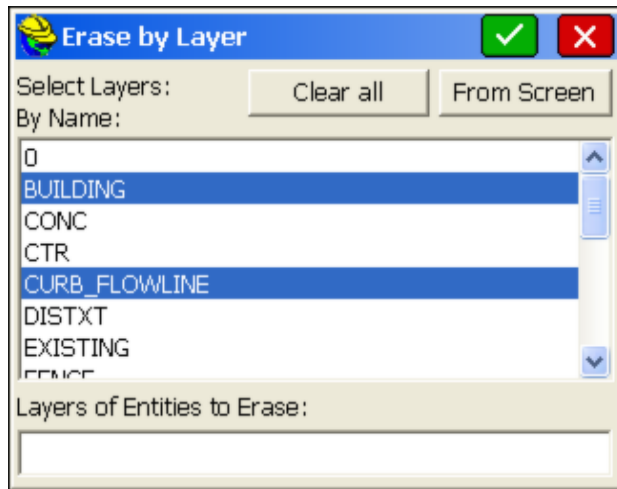 Erase by Layer
Select Layers:
Clear all
From Screen
By Name:
0
BUILDING
CONC
CTR
CURB_FLOWLINE
DISTXT
EXISTING
FENCE
Layers of Entities to Erase: